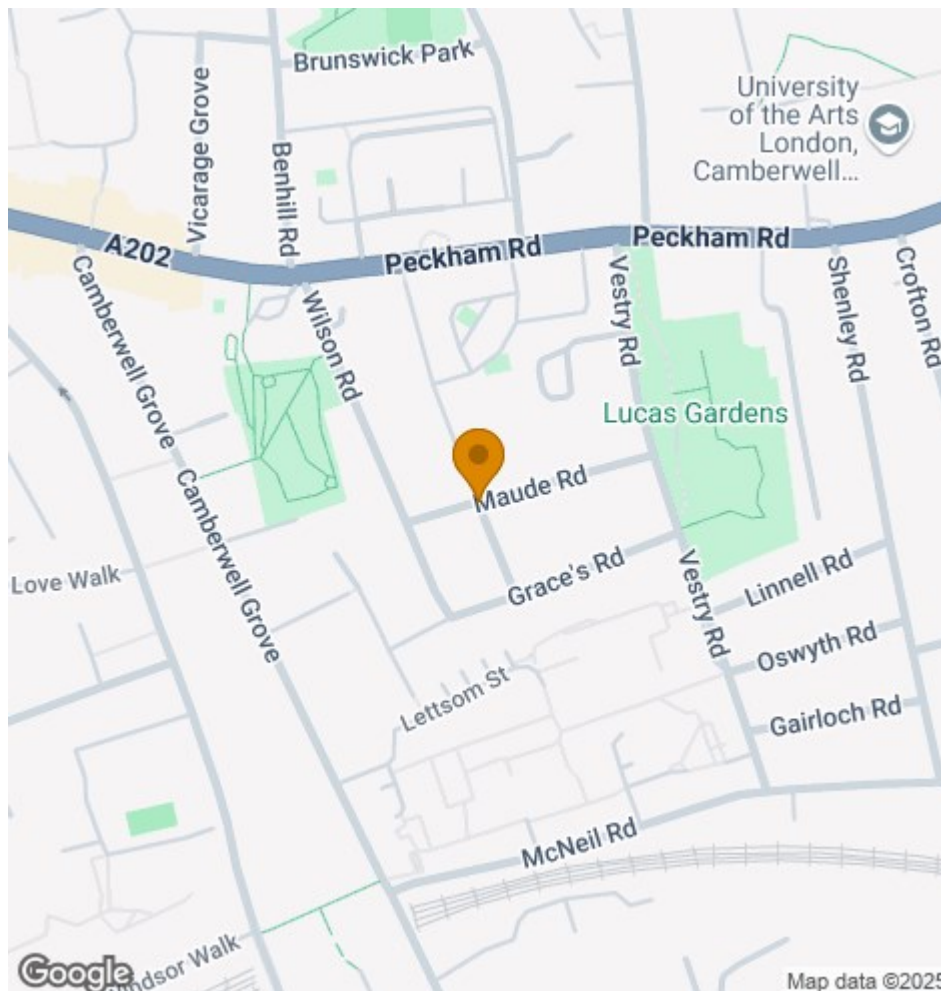 Brunswick Park
Vicarage Grove
Benhill Rd
University
of the Arts
London,
Camberwell...
A202
Peckham Rd
Peckham Rd
Camberwell Grove
Wilson Rd
Vestry Rd
Shenley Rd
Crofton Rd
Lucas Gardens
Maude Rd
Camberwell Grove
Love Walk
Grace's Rd
Vestry Rd
Linnell Rd
Oswyth Rd
Lettsom St
Gairloch Rd
McNeil Rd
Walk
Google
Map data ©2025